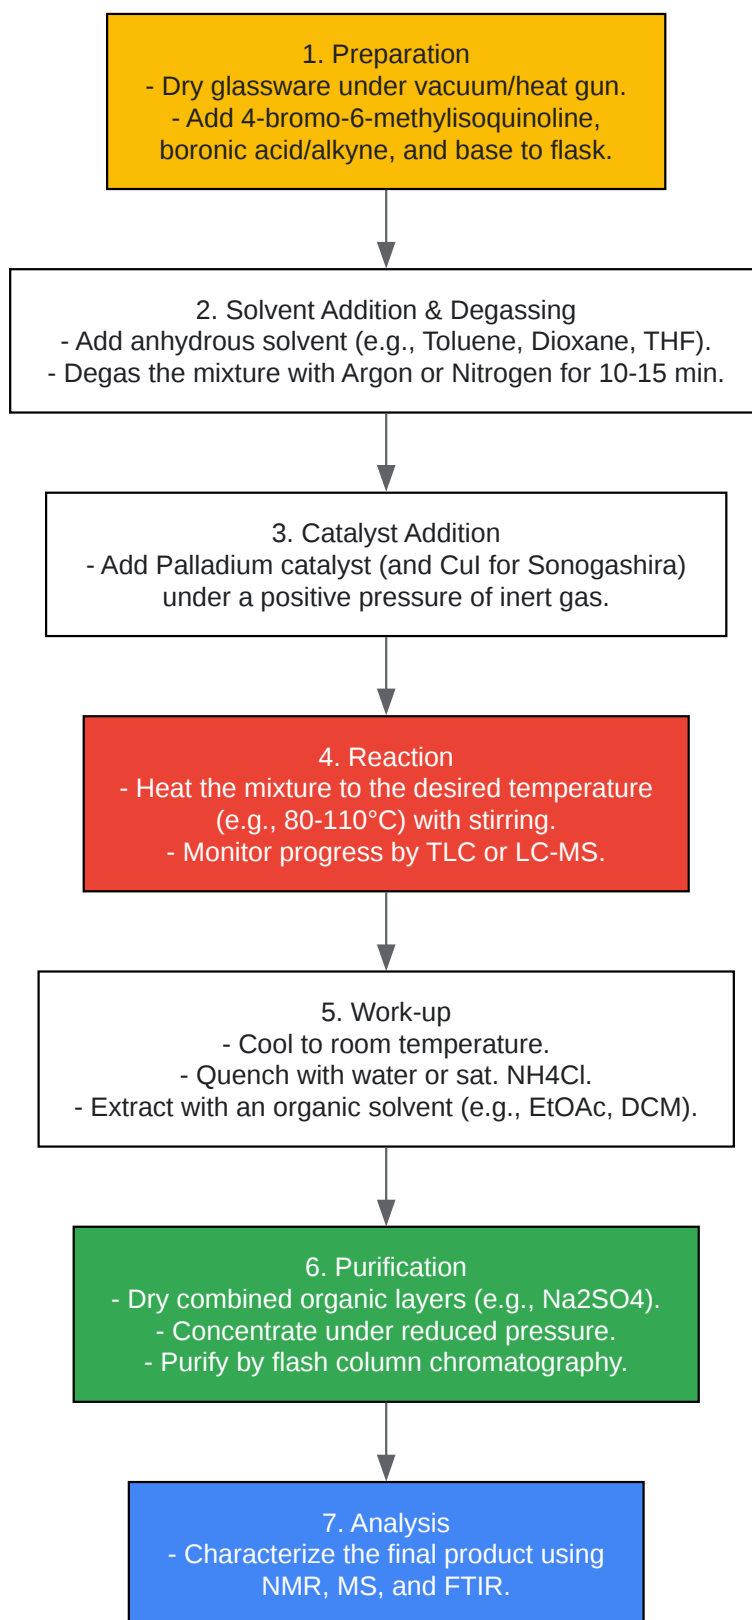 1. Preparation
- Dry glassware under vacuum/heat gun.
- Add 4-bromo-6-methylisoquinoline,
boronic acid/alkyne, and base to flask.
2. Solvent Addition & Degassing
- Add anhydrous solvent (e.g., Toluene, Dioxane, THF).
- Degas the mixture with Argon or Nitrogen for 10-15 min.
3. Catalyst Addition
- Add Palladium catalyst (and CuI for Sonogashira)
under a positive pressure of inert gas.
4. Reaction
- Heat the mixture to the desired temperature
(e.g., 80-110°C) with stirring.
- Monitor progress by TLC or LC-MS.
5. Work-up
- Cool to room temperature.
- Quench with water or sat. NH4Cl.
- Extract with an organic solvent (e.g., EtOAc, DCM).
6. Purification
- Dry combined organic layers (e.g., Na2SO4).
- Concentrate under reduced pressure.
- Purify by flash column chromatography.
7. Analysis
- Characterize the final product using
NMR, MS, and FTIR.